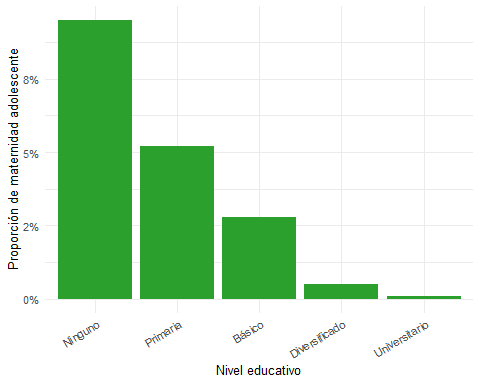 Proporción de maternidad adolescente
8%
5%
2%
0%
Ninguno
Primaria
Básico
Diversificado
Universitario
Nivel educativo